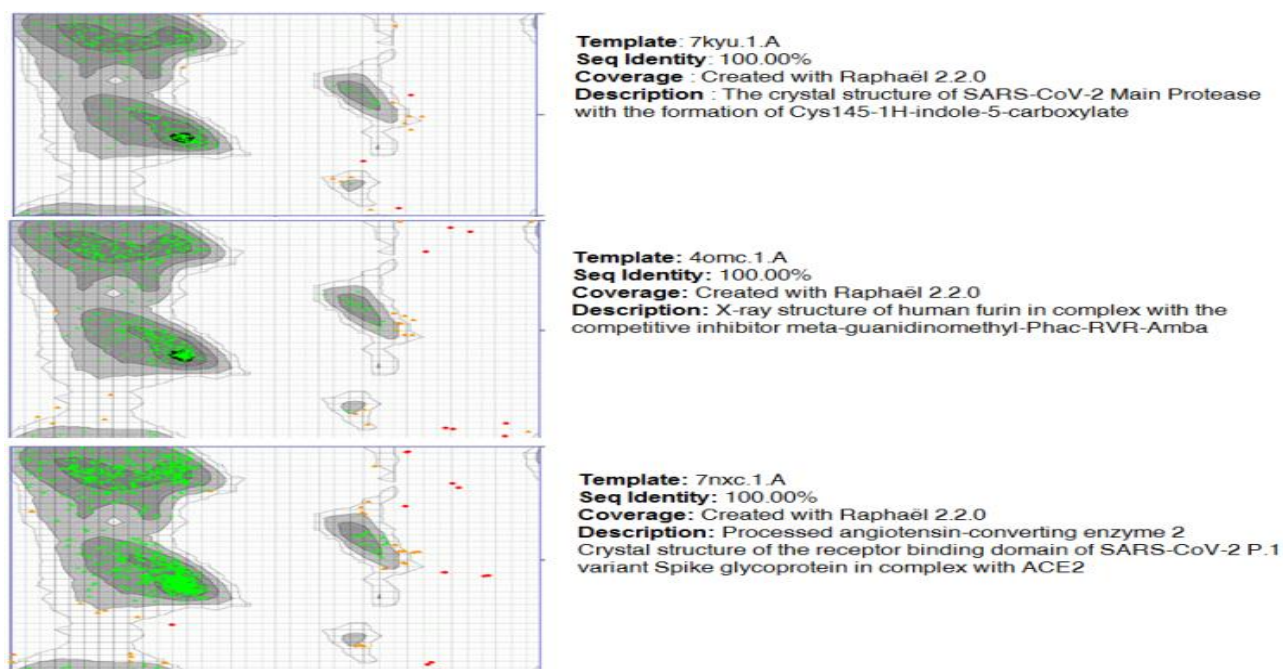 Template: 7kyu.1.A
Seq Identity: 100.00%
Coverage : Created with Raphaël 2.2.0
Description : The crystal structure of SARS-CoV-2 Main Protease
with the formation of Cys145-1H-indole-5-carboxylate
Template: 4omc.1.A
Seq Identity: 100.00%
Coverage: Created with Raphaël 2.2.0
Description: X-ray structure of human furin in complex with the
competitive inhibitor meta-guanidinomethyl-Phac-RVR-Amba
Template: 7nxc.1.A
Seq Identity: 100.00%
Coverage: Created with Raphaël 2.2.0
Description: Processed angiotensin-converting enzyme 2
Crystal structure of the receptor binding domain of SARS-CoV-2 P.1
variant Spike glycoprotein in complex with ACE2